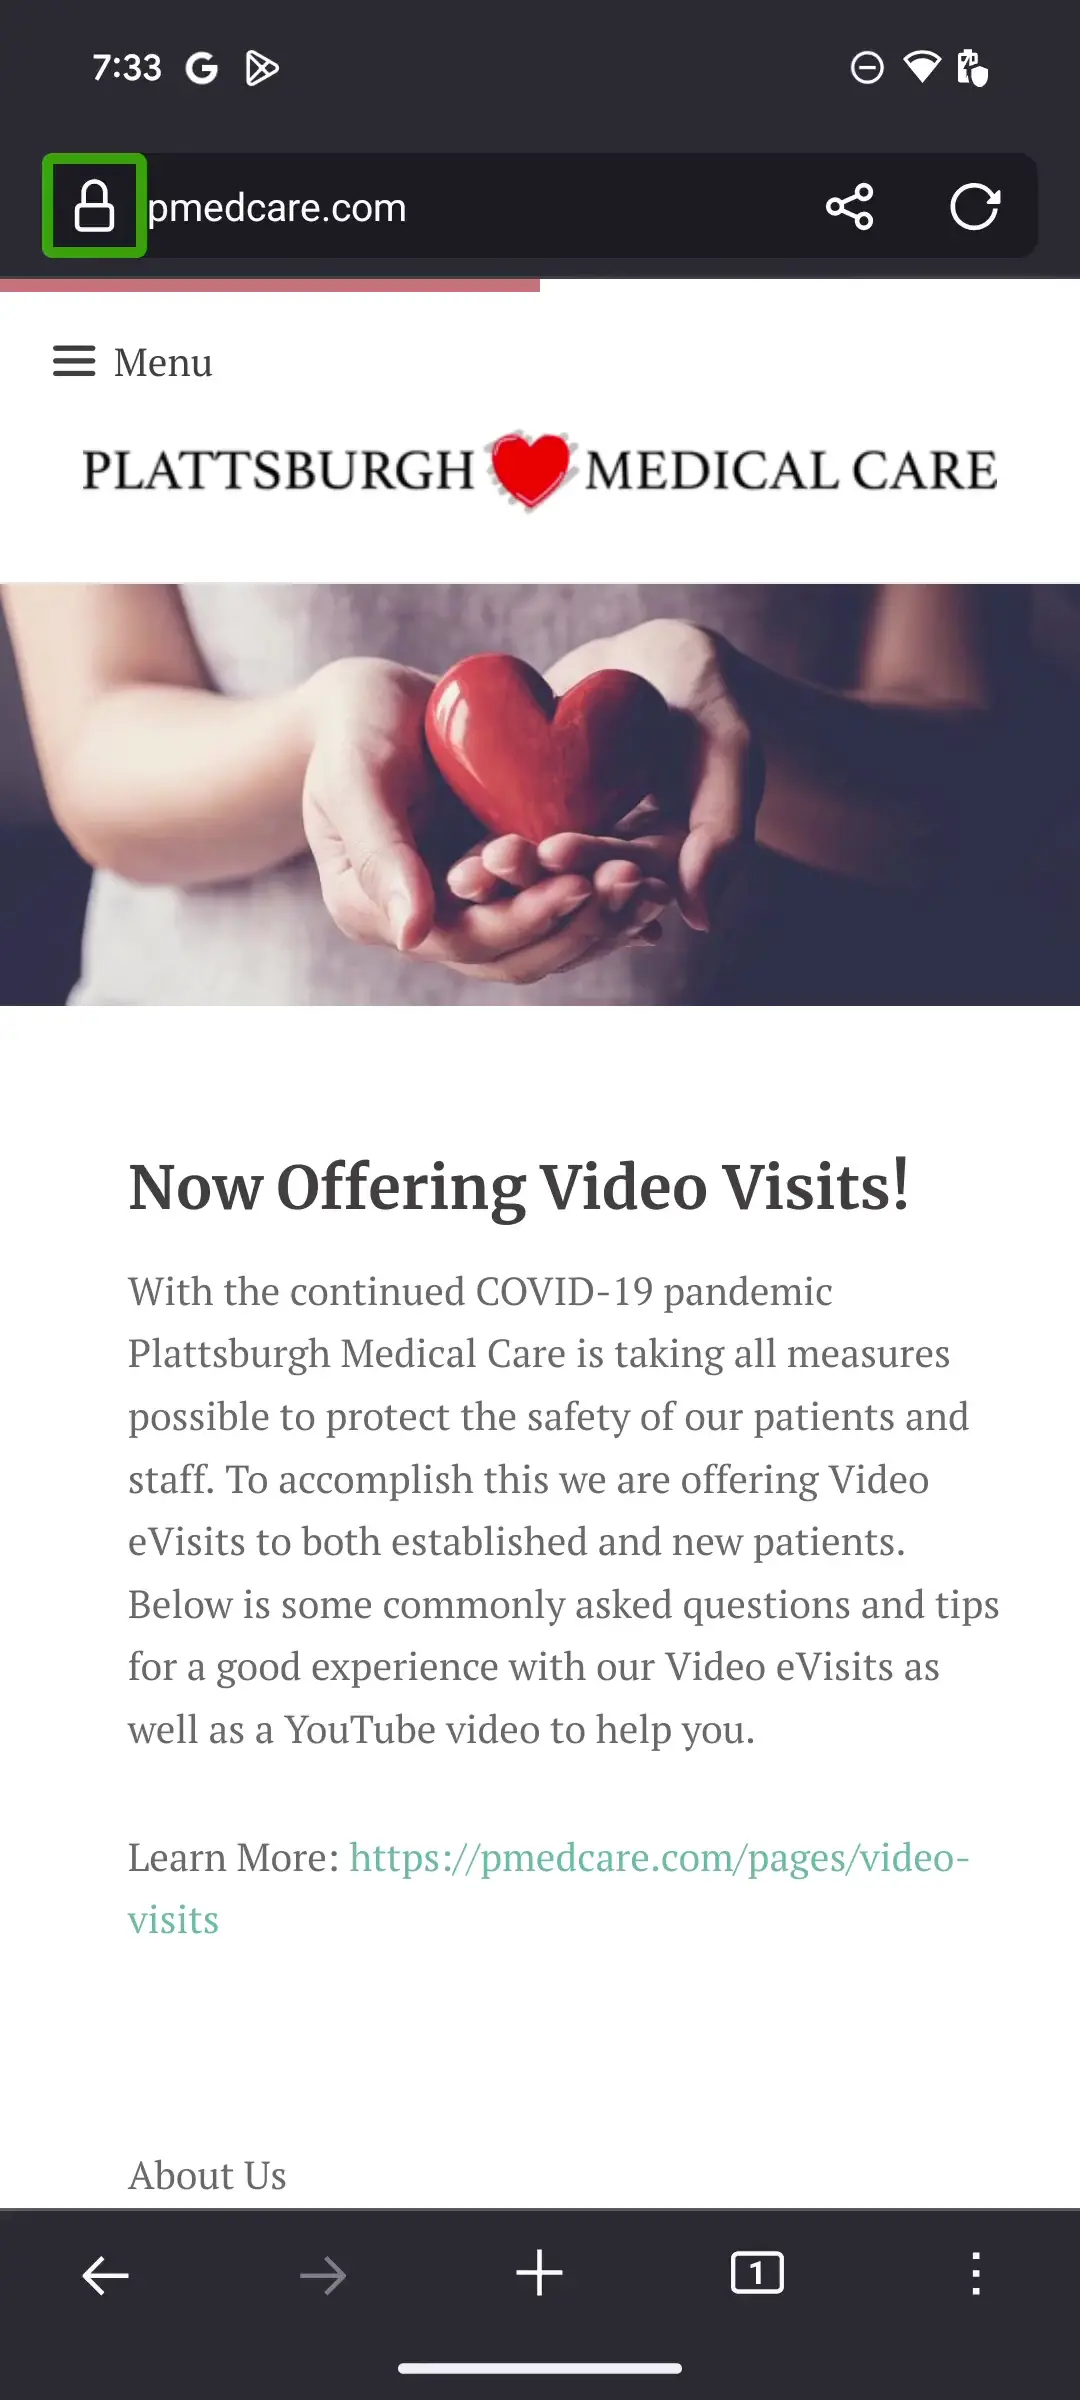 7:33
pmedcare.com
Menu
PLATTSBURGH MEDICAL CARE
Now Offering Video Visits!
With the continued COVID-19 pandemic
Plattsburgh Medical Care is taking all measures
possible to protect the safety of our patients and
staff. To accomplish this we are offering Video
eVisits to both established and new patients.
Below is some commonly asked questions and tips
for a good experience with our Video eVisits as
well as a YouTube video to help you.
Learn More: https://pmedcare.com/pages/video-
visits
About Us
1